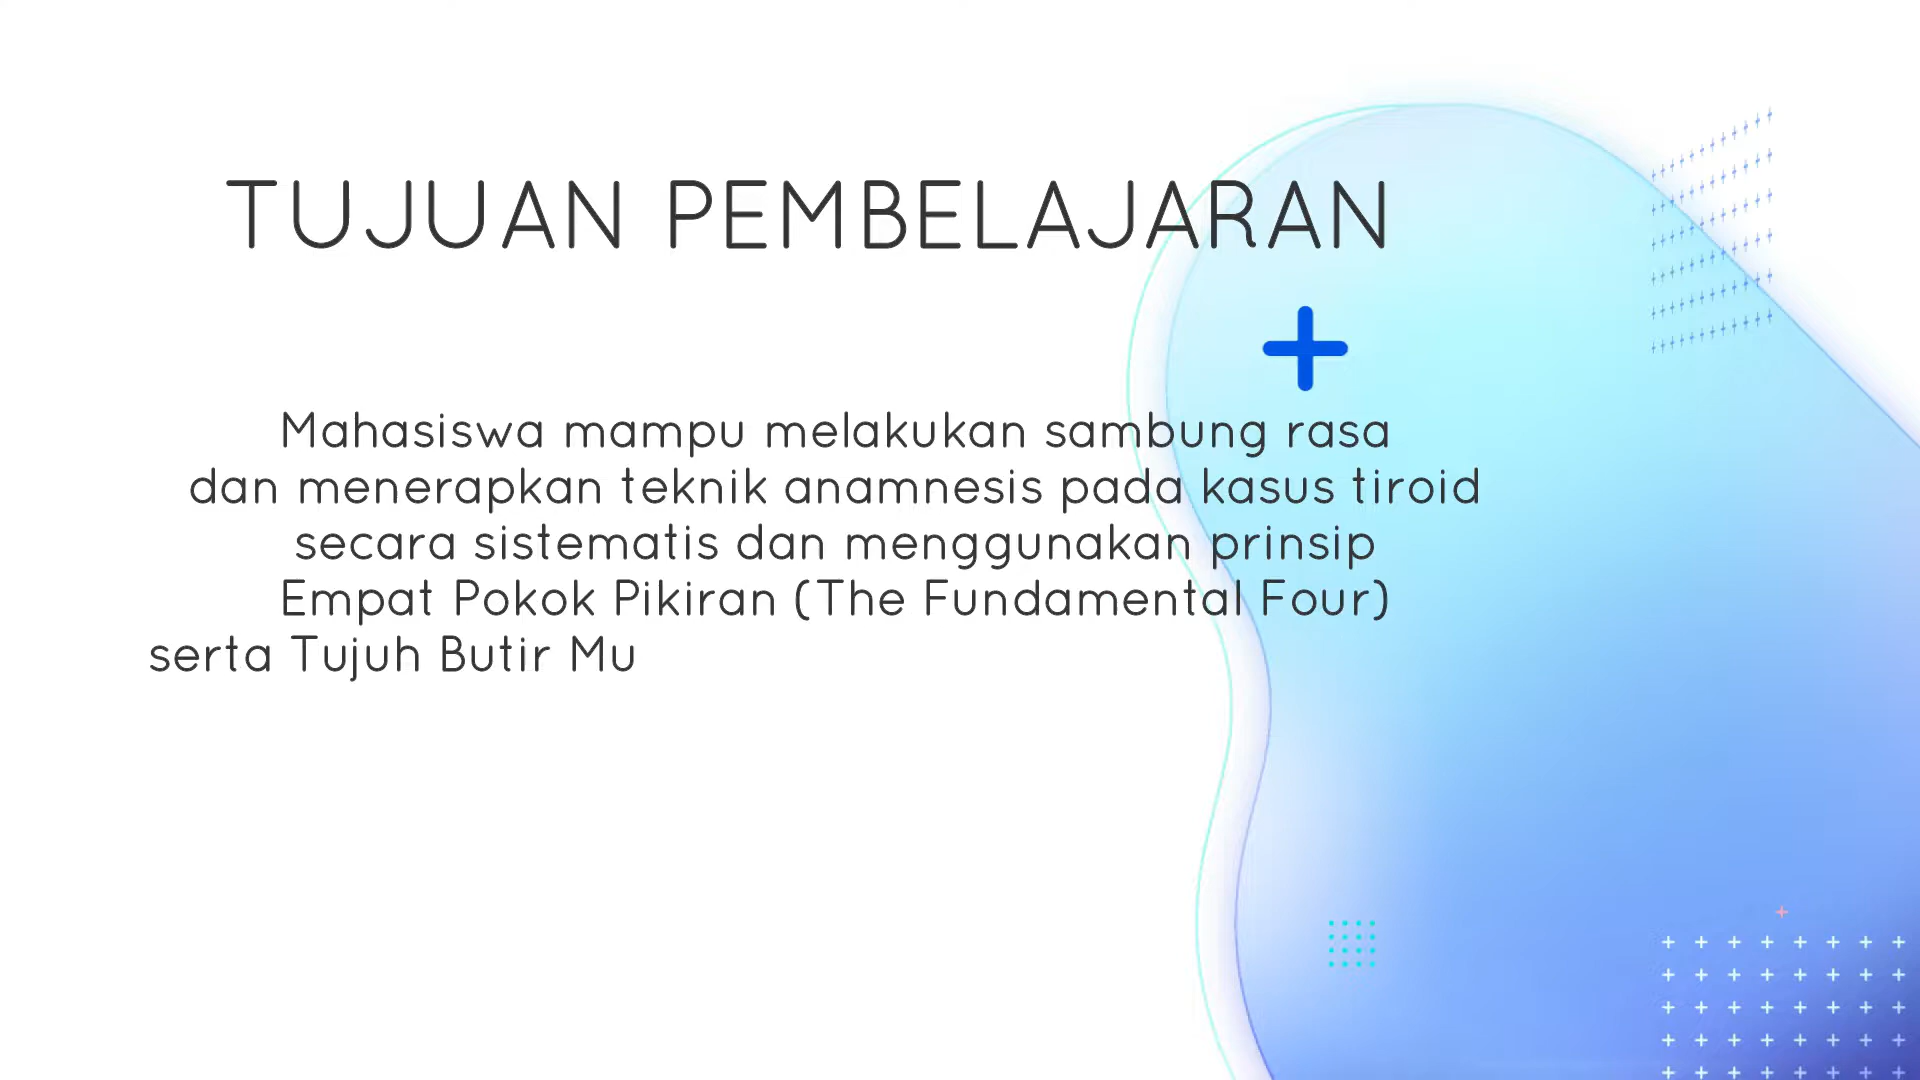 TUJUAN PEMBELAJARAN
Mahasiswa mampu melakukan sambung rasa
dan menerapkan teknik anamnesis pada kasus tiroid
secara sistematis dan menggunakan prinsip
Empat Pokok Pikiran (The Fundamental Four)
serta Tujuh Butir Mu